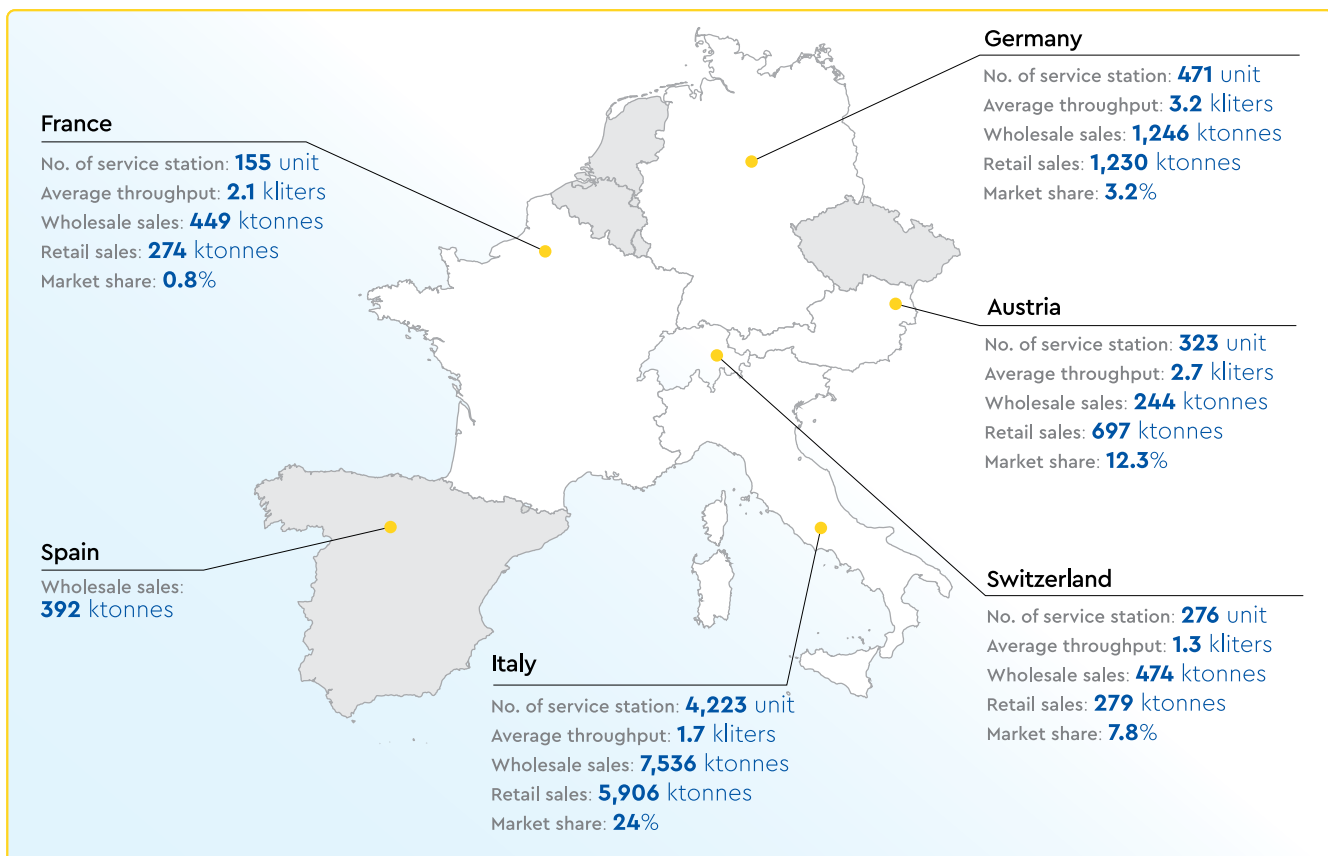 France
No. of service station: 155 unit
Average throughput: 2.1 kliters
Wholesale sales: 449 ktonnes
Retail sales: 274 ktonnes
Market share: 0.8%
Germany
No. of service station: 471 unit
Average throughput: 3.2 kliters
Wholesale sales: 1,246 ktonnes
Retail sales: 1,230 ktonnes
Market share: 3.2%
Austria
No. of service station: 323 unit
Average throughput: 2.7 kliters
Wholesale sales: 244 ktonnes
Retail sales: 697 ktonnes
Market share: 12.3%
Spain
Wholesale sales:
392 ktonnes
Switzerland
No. of service station: 276 unit
Average throughput: 1.3 kliters
Wholesale sales: 474 ktonnes
Retail sales: 279 ktonnes
Market share: 7.8%
Italy
No. of service station: 4,223 unit
Average throughput: 1.7 kliters
Wholesale sales: 7,536 ktonnes
Retail sales: 5,906 ktonnes
Market share: 24%